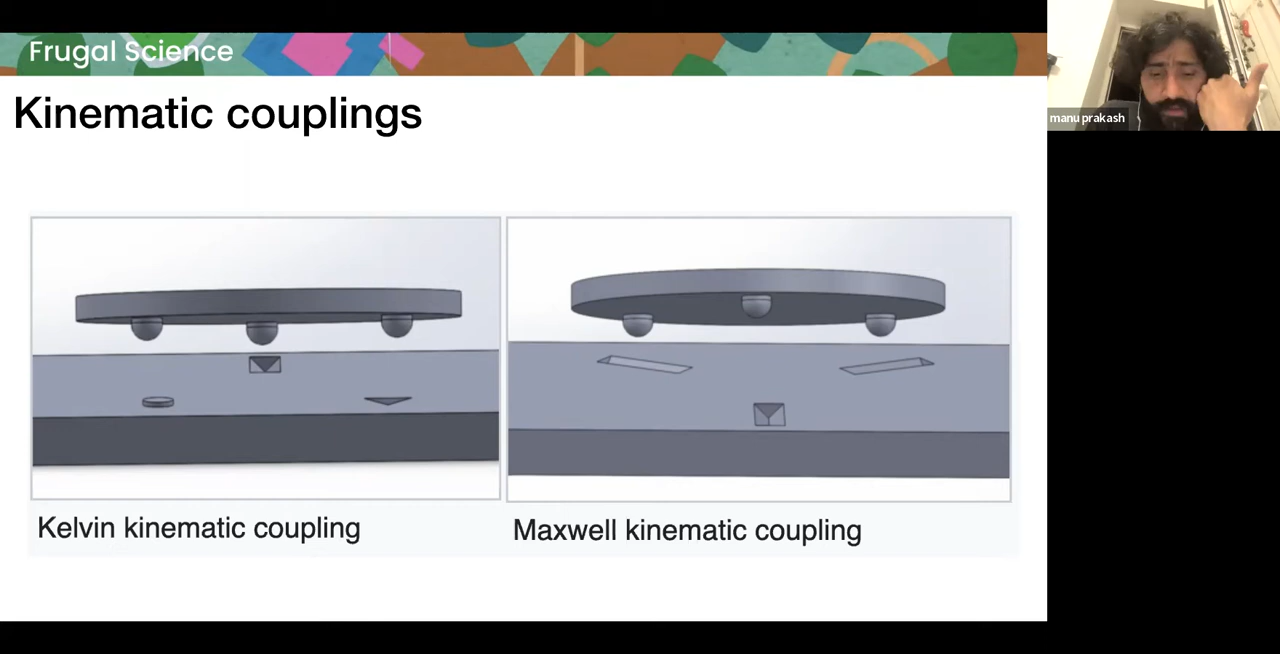 Frugal Science
Kinematic couplings
manu prakash
Kelvin kinematic coupling
Maxwell kinematic coupling